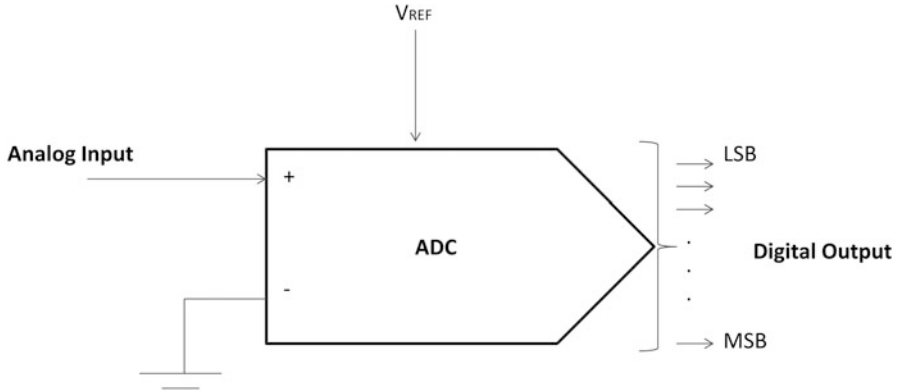 VREF
Analog Input
LSB
+
ADC
Digital Output
-
MSB